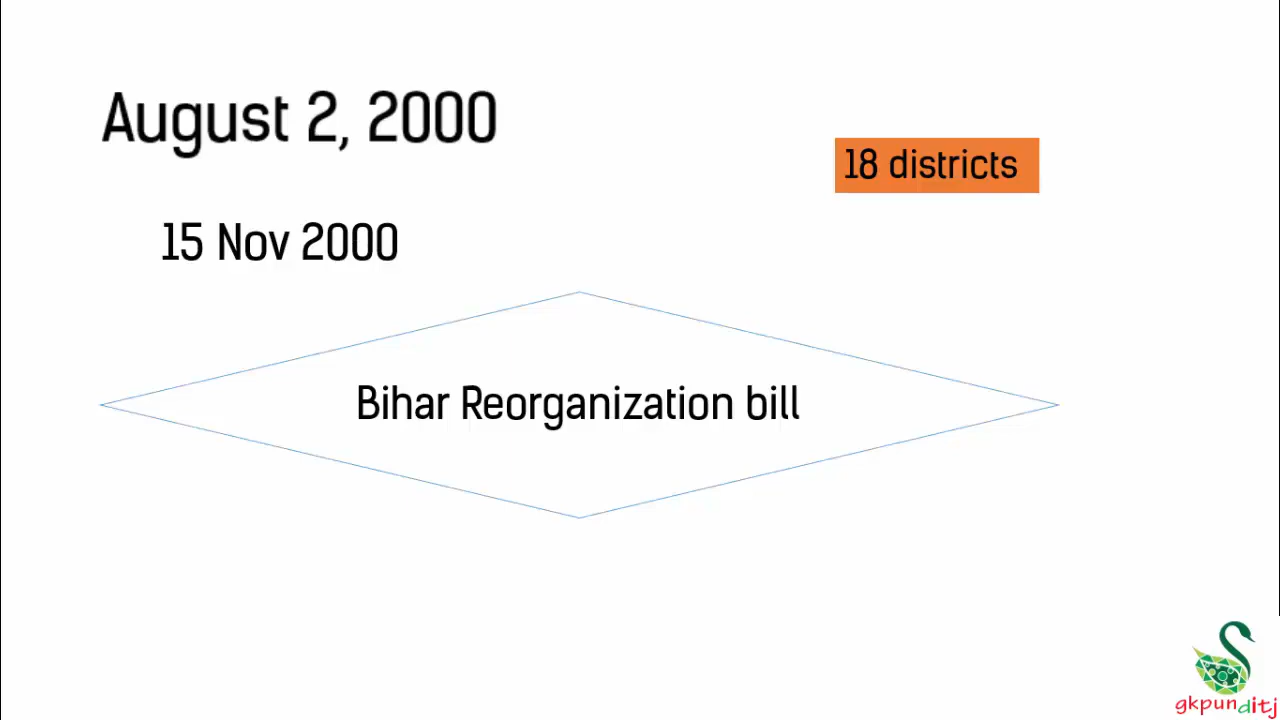 August 2, 2000
18 districts
15 Nov 2000
Bihar Reorganization bill
gkpunditj